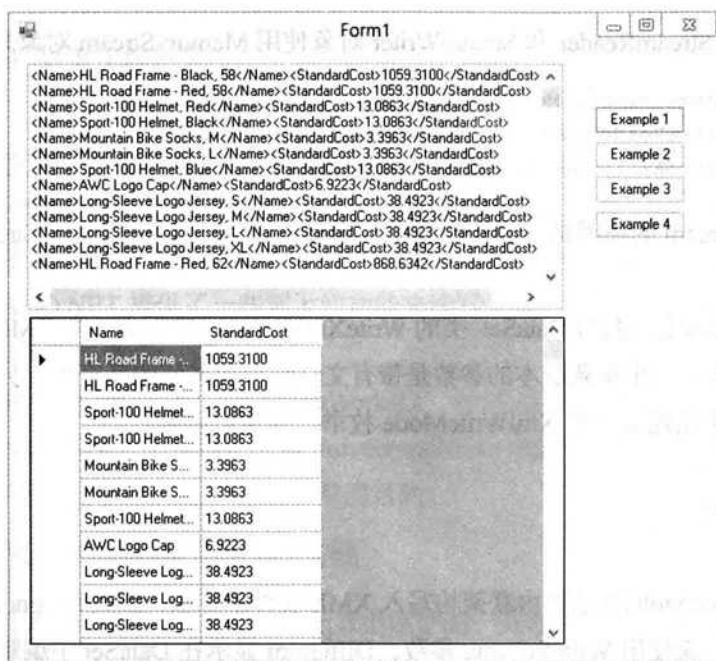 Form1
<Name>HL Road Frame - Black, 58</Name><StandardCost>1059.3100</StandardCost>
<Name>HL Road Frame - Red, 58</Name><StandardCost>1059.3100</StandardCost>
<Name>Sport-100 Helmet, Red</Name><StandardCost>13.0863</StandardCost>
<Name>Sport-100 Helmet, Black</Name><StandardCost>13.0863</StandardCost>
<Name>Mountain Bike Socks, M</Name><StandardCost>3.3963</StandardCost>
<Name>Mountain Bike Socks, L</Name><StandardCost>3.3963</StandardCost>
<Name>Sport-100 Helmet, Blue</Name><StandardCost>13.0863</StandardCost>
<Name>AWC Logo Cap</Name><StandardCost>6.9223</StandardCost>
<Name>Long-Sleeve Logo Jersey, S</Name><StandardCost>38.4923</StandardCost>
<Name>Long-Sleeve Logo Jersey, M</Name><StandardCost>38.4923</StandardCost>
<Name>Long-Sleeve Logo Jersey, L</Name><StandardCost>38.4923</StandardCost>
<Name>Long-Sleeve Logo Jersey, XL</Name><StandardCost>38.4923</StandardCost>
<Name>HL Road Frame - Red, 62</Name><StandardCost>868.6342</StandardCost>
Example 1
Example 2
Example 3
Example 4
Name StandardCost
HL Road Frame -... 1059.3100
HL Road Frame -... 1059.3100
Sport-100 Helmet... 13.0863
Sport-100 Helmet... 13.0863
Mountain Bike S... 3.3963
Mountain Bike S... 3.3963
Sport-100 Helmet... 13.0863
AWC Logo Cap 6.9223
Long-Sleeve Log... 38.4923
Long-Sleeve Log... 38.4923
Long-Sleeve Log... 38.4923